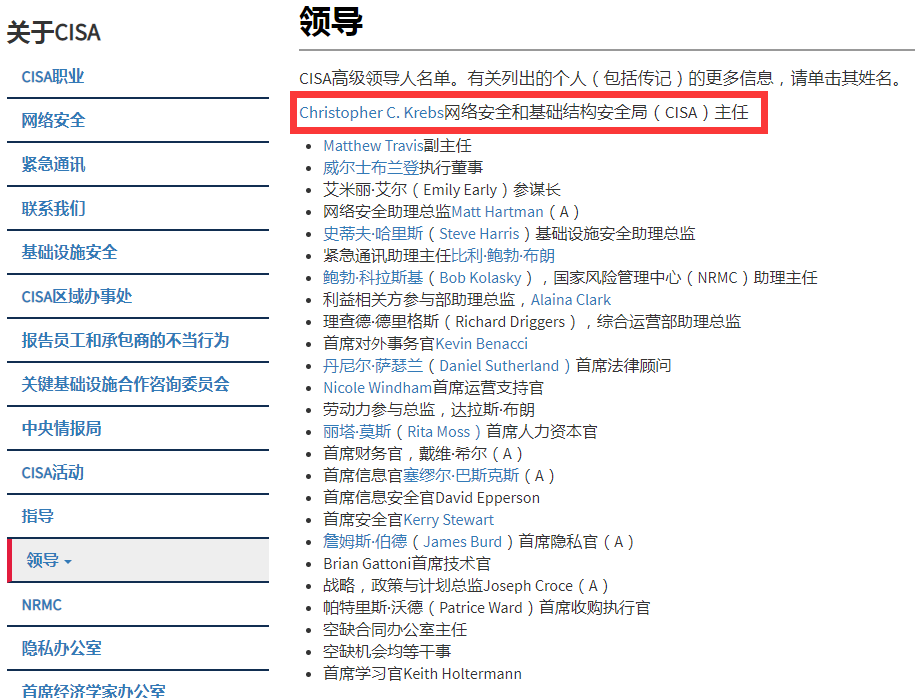 关于CISA
CISA职业
网络安全
紧急通讯
联系我们
基础设施安全
CISA区域办事处
报告员工和承包商的不当行为
关键基础设施合作咨询委员会
中央情报局
CISA活动
指导
领导
NRMC
隐私办公室
首席经济学家办公室
领导
CISA高级领导人名单。有关列出的个人（包括传记）的更多信息，请单击其姓名。
Christopher C. Krebs网络安全和基础结构安全局（CISA）主任
Matthew Travis副主任
威尔士布兰登执行董事
艾米丽·艾尔（Emily Early）参谋长
网络安全助理总监Matt Hartman（A）
史蒂夫·哈里斯（Steve Harris）基础设施安全助理总监
紧急通讯助理主任比利·鲍勃·布朗
鲍勃·科拉斯基（Bob Kolasky），国家风险管理中心（NRMC）助理主任
利益相关方参与部助理总监，Alaina Clark
理查德·德里格斯（Richard Driggers），综合运营部助理总监
首席对外事务官Kevin Benacci
丹尼尔·萨瑟兰（Daniel Sutherland）首席法律顾问
Nicole Windham首席运营支持官
劳动力参与总监，达拉斯·布朗
丽塔·莫斯（Rita Moss）首席人力资本官
首席财务官，戴维·希尔（A）
首席信息官塞缪尔·巴斯克斯（A）
首席信息安全官David Epperson
首席安全官Kerry Stewart
詹姆斯·伯德（James Burd）首席隐私官（A）
Brian Gattoni首席技术官
战略，政策与计划总监Joseph Croce（A）
帕特里斯·沃德（Patrice Ward）首席收购执行官
空缺合同办公室主任
空缺机会均等干事
首席学习官Keith Holtermann